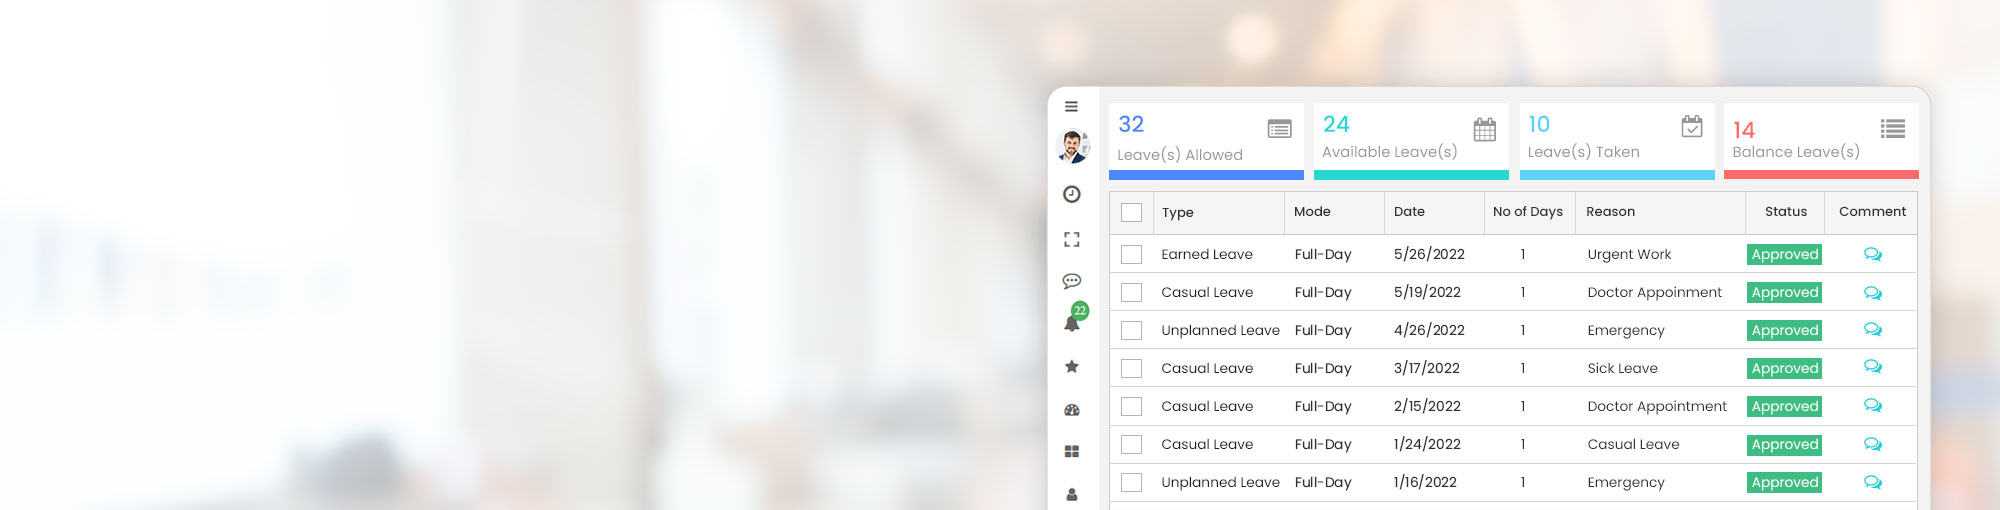 32
Leave(s) Allowed
24
Available Leave(s)
10
Leave(s) Taken
14
Balance Leave(s)
22
Type Mode Date No of Days Reason Status Comment
Earned Leave Full-Day 5/26/2022 1 Urgent Work Approved
Casual Leave Full-Day 5/19/2022 1 Doctor Appoinment Approved
Unplanned Leave Full-Day 4/26/2022 1 Emergency Approved
Casual Leave Full-Day 3/17/2022 1 Sick Leave Approved
Casual Leave Full-Day 2/15/2022 1 Doctor Appointment Approved
Casual Leave Full-Day 1/24/2022 1 Casual Leave Approved
Unplanned Leave Full-Day 1/16/2022 1 Emergency Approved